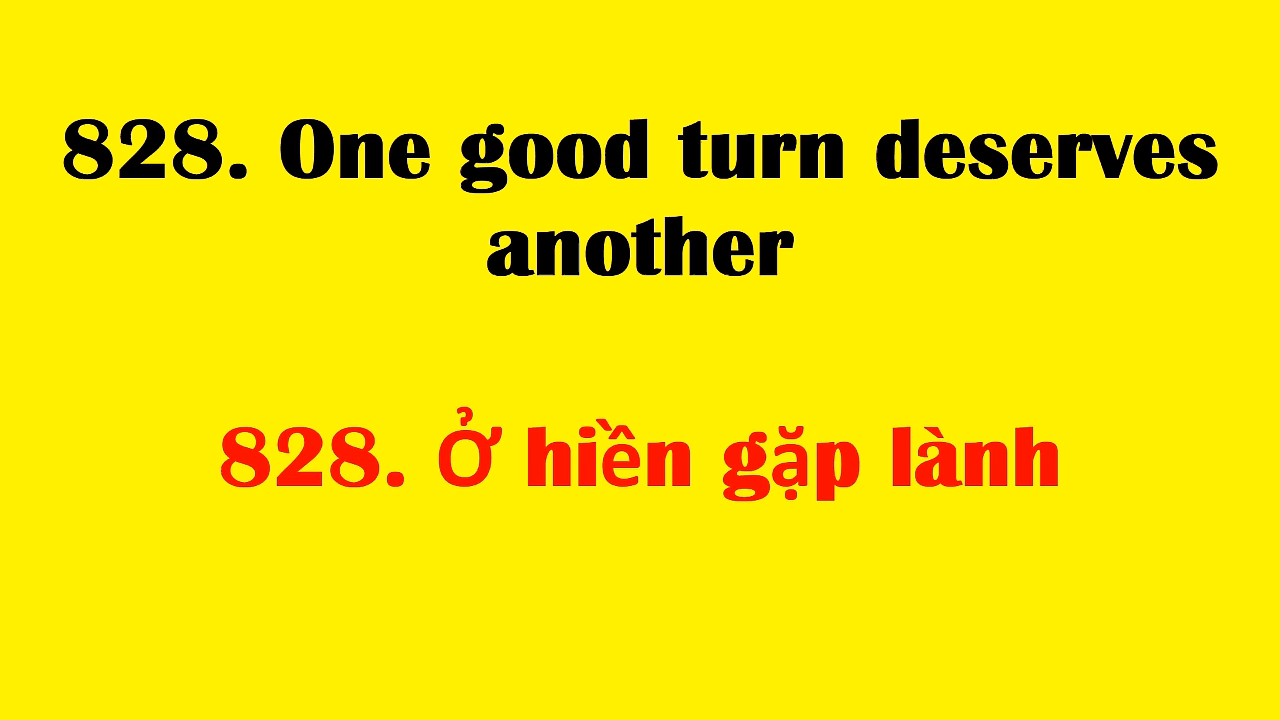 828. One good turn deserves
another
828. Ở hiền gặp lành